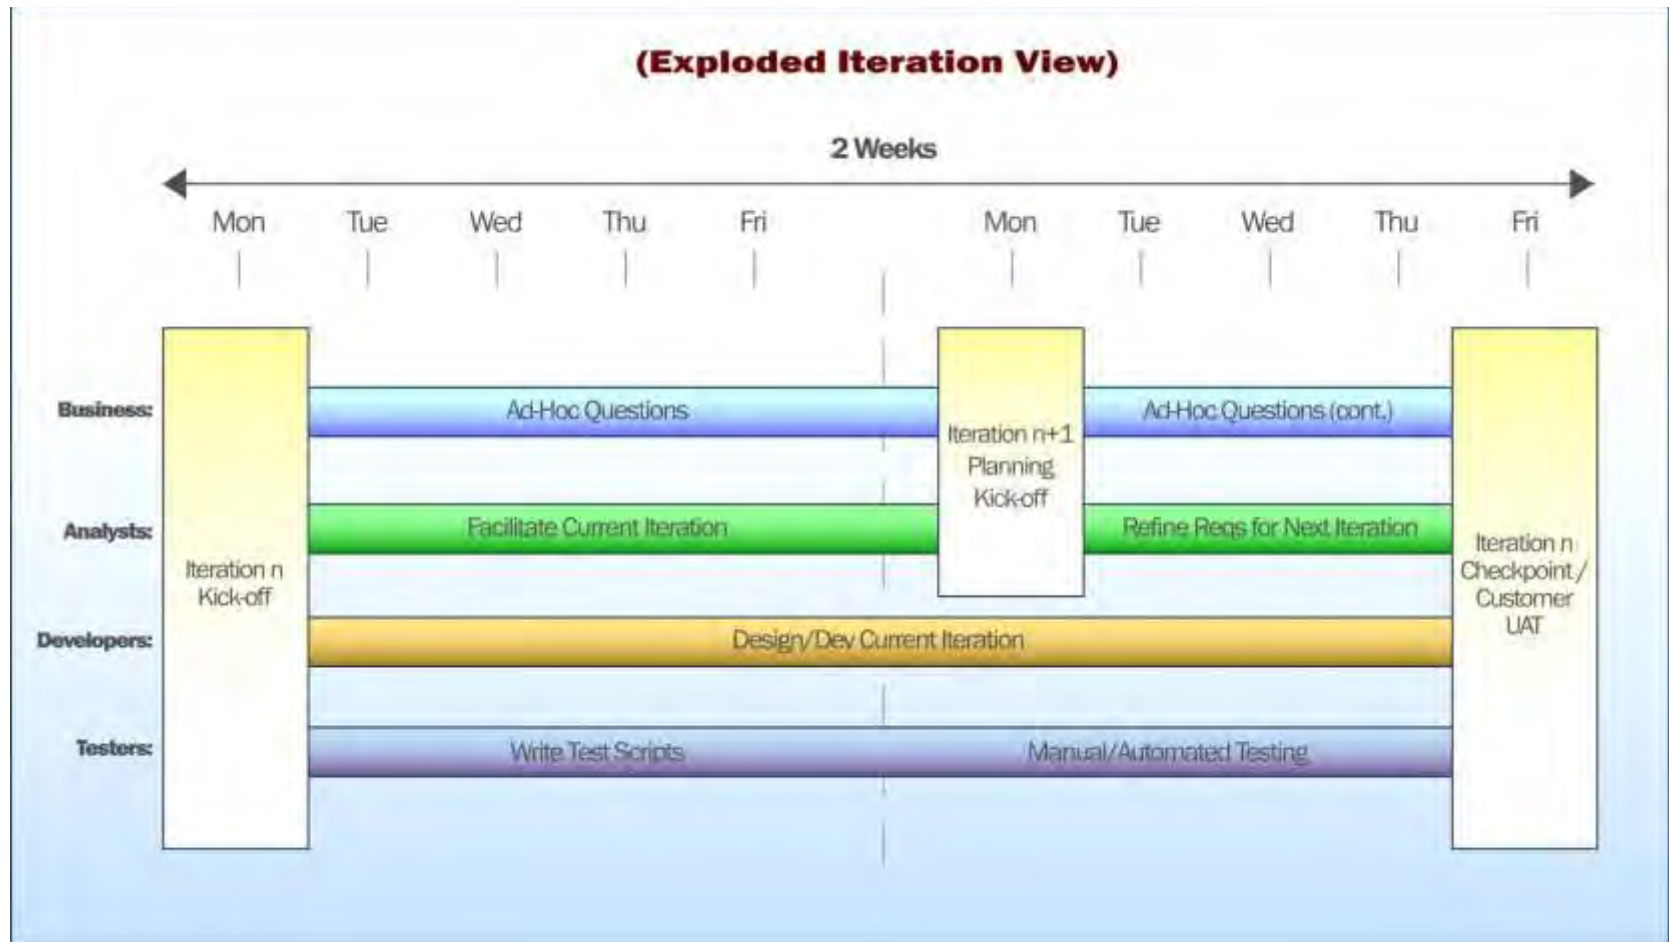 (Exploded Iteration View)
2 Weeks
Mon Tue Wed Thu Fri Mon Tue Wed Thu Fri
Business:
Ad-Hoc Questions
Ad-Hoc Questions (cont.)
Iteration n+1
Planning
Kick-off
Analysts:
Facilitate Current Iteration
Refine Reqs for Next Iteration
Iteration n
Kick-off
Iteration n
Checkpoint /
Customer
UAT
Developers:
Design/Dev Current Iteration
Testers:
Write Test Scripts
Manual/Automated Testing